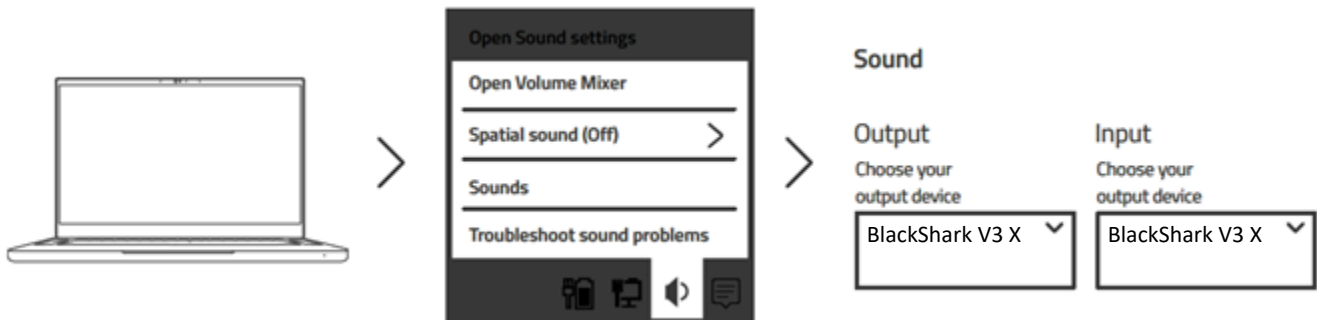 Open Sound settings
Open Volume Mixer
Spatial sound (Off)
Sounds
Troubleshoot sound problems
Sound
Output
Choose your
output device
BlackShark V3 X
Input
Choose your
output device
BlackShark V3 X